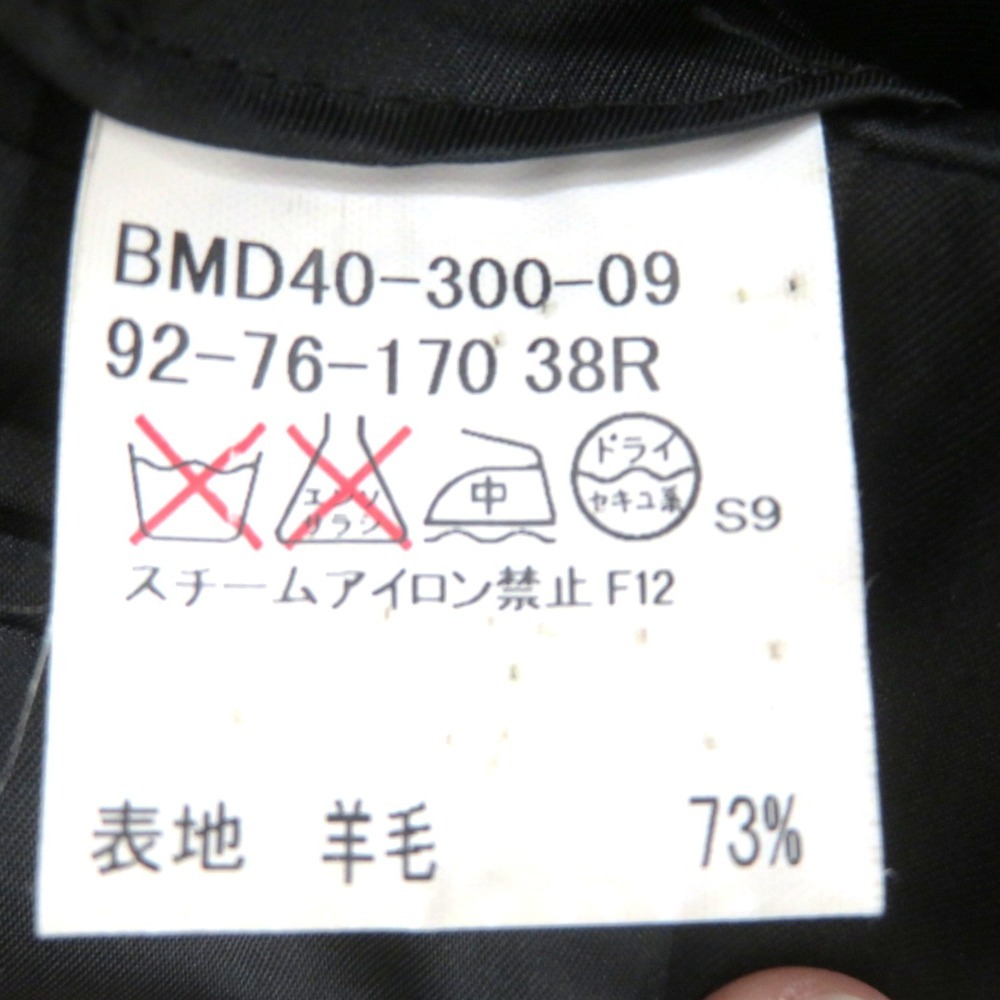 BMD40-300-09
92-76-170 38R
エンソ サラシ 中 ドライ セキユ系 S9
スチームアイロン禁止 F12
表地 羊毛 73%